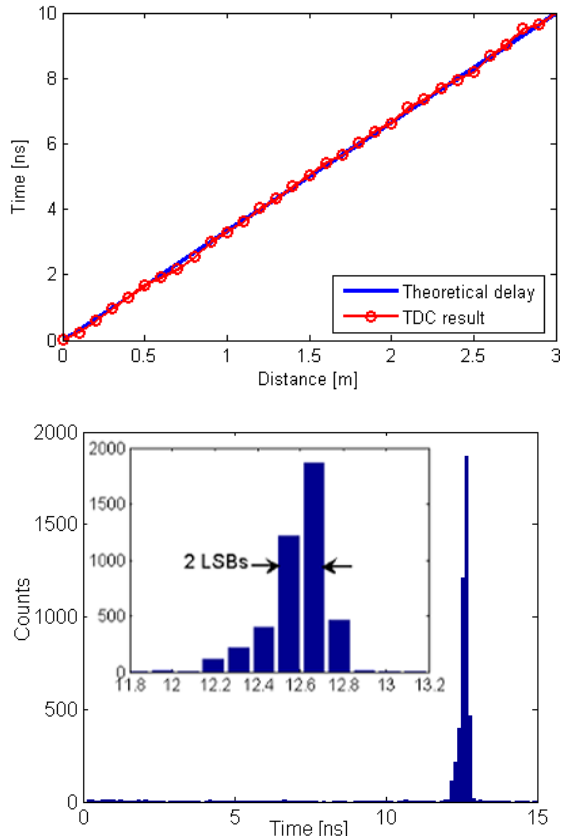 10
8
6
4
2
0
Time [ns]
Theoretical delay
TDC result
0 0.5 1 1.5 2 2.5 3
Distance [m]
2000
1500
1000
500
0
Counts
2000
1500
1000
500
0
2 LSBs
11.8 12 12.2 12.4 12.6 12.8 13 13.2
0 5 10 15
Time [ns]